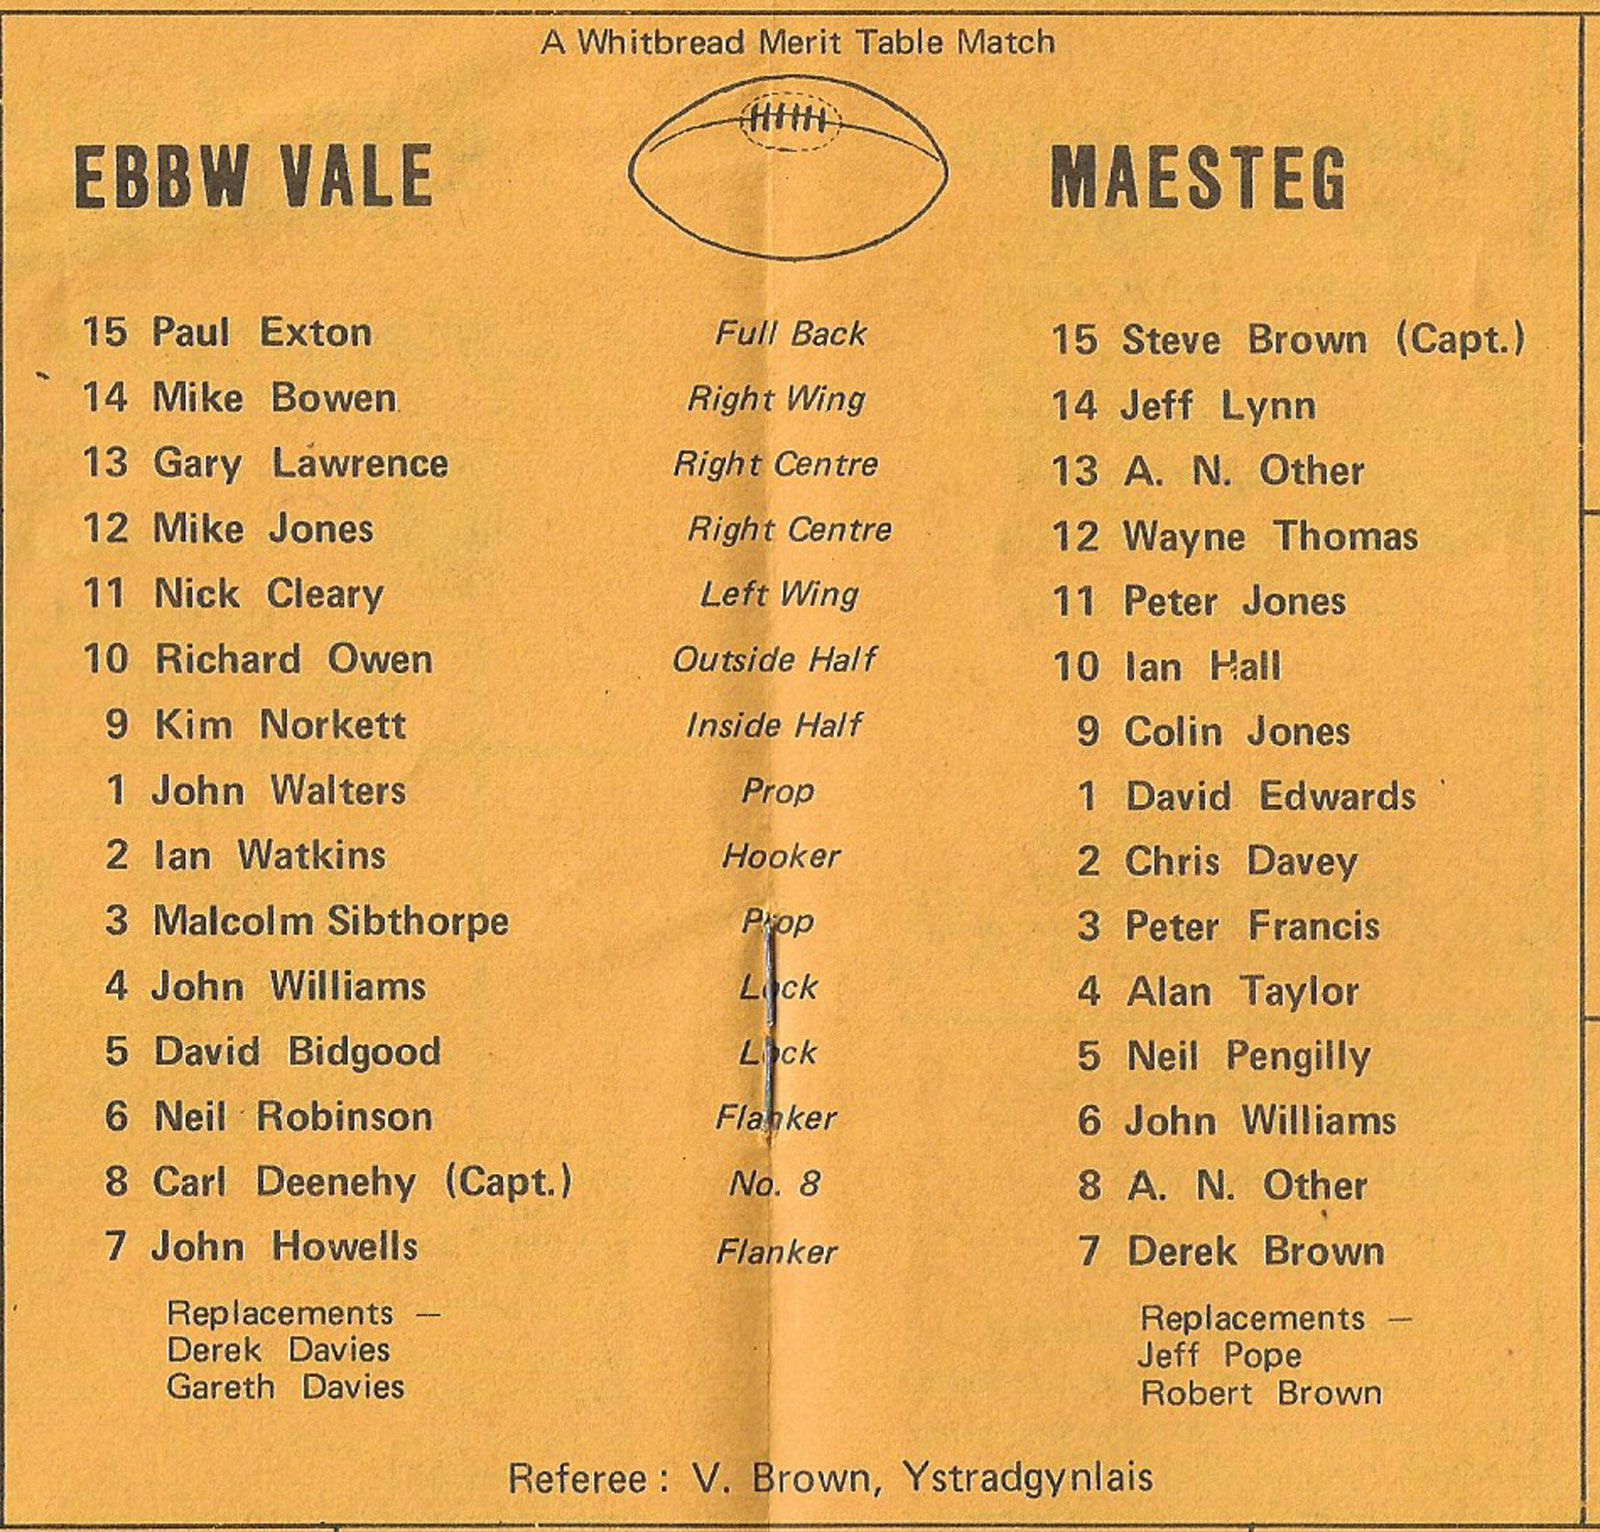 A Whitbread Merit Table Match
EBBW VALE MAESTEG
15 Paul Exton Full Back 15 Steve Brown (Capt.)
14 Mike Bowen Right Wing 14 Jeff Lynn
13 Gary Lawrence Right Centre 13 A. N. Other
12 Mike Jones Right Centre 12 Wayne Thomas
11 Nick Cleary Left Wing 11 Peter Jones
10 Richard Owen Outside Half 10 Ian Hall
9 Kim Norkett Inside Half 9 Colin Jones
1 John Walters Prop 1 David Edwards
2 Ian Watkins Hooker 2 Chris Davey
3 Malcolm Sibthorpe Prop 3 Peter Francis
4 John Williams Lock 4 Alan Taylor
5 David Bidgood Lock 5 Neil Pengilly
6 Neil Robinson Flanker 6 John Williams
8 Carl Deenehy (Capt.) No. 8 8 A. N. Other
7 John Howells Flanker 7 Derek Brown
Replacements — Replacements —
Derek Davies Jeff Pope
Gareth Davies Robert Brown
Referee : V. Brown, Ystradgynlais